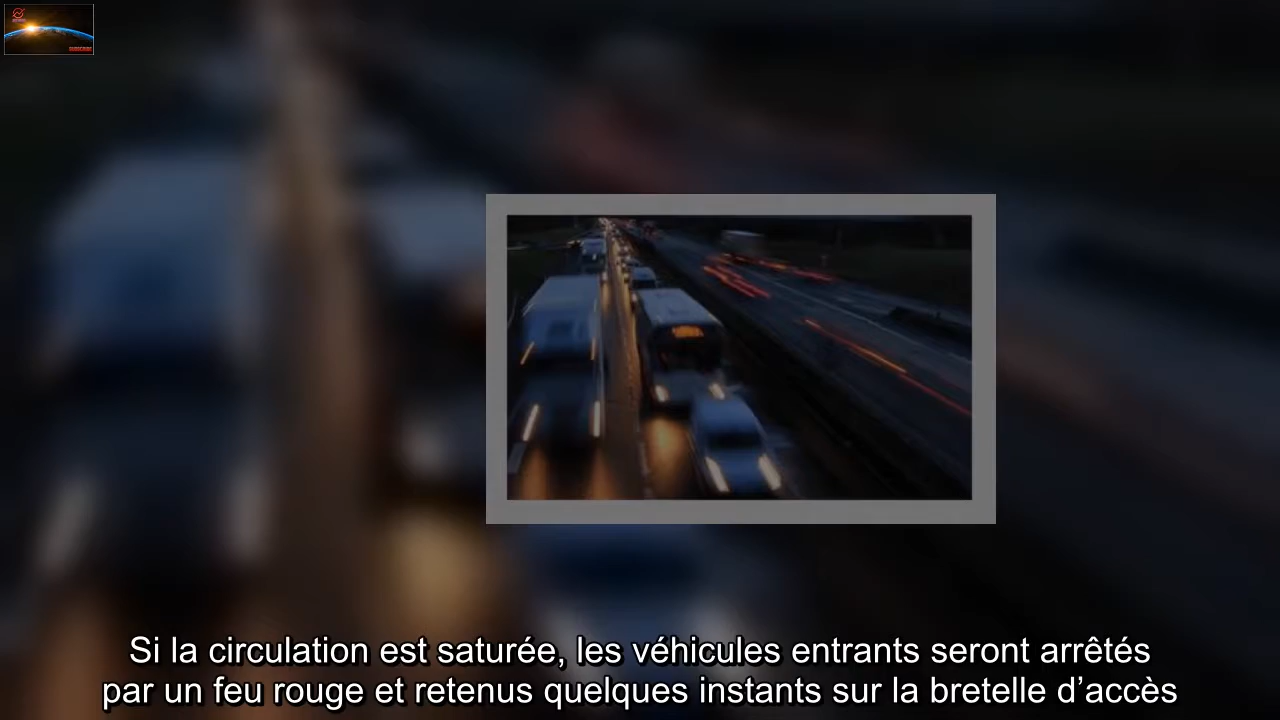 Si la circulation est saturée, les véhicules entrants seront arrêtés
par un feu rouge et retenus quelques instants sur la bretelle d’accès